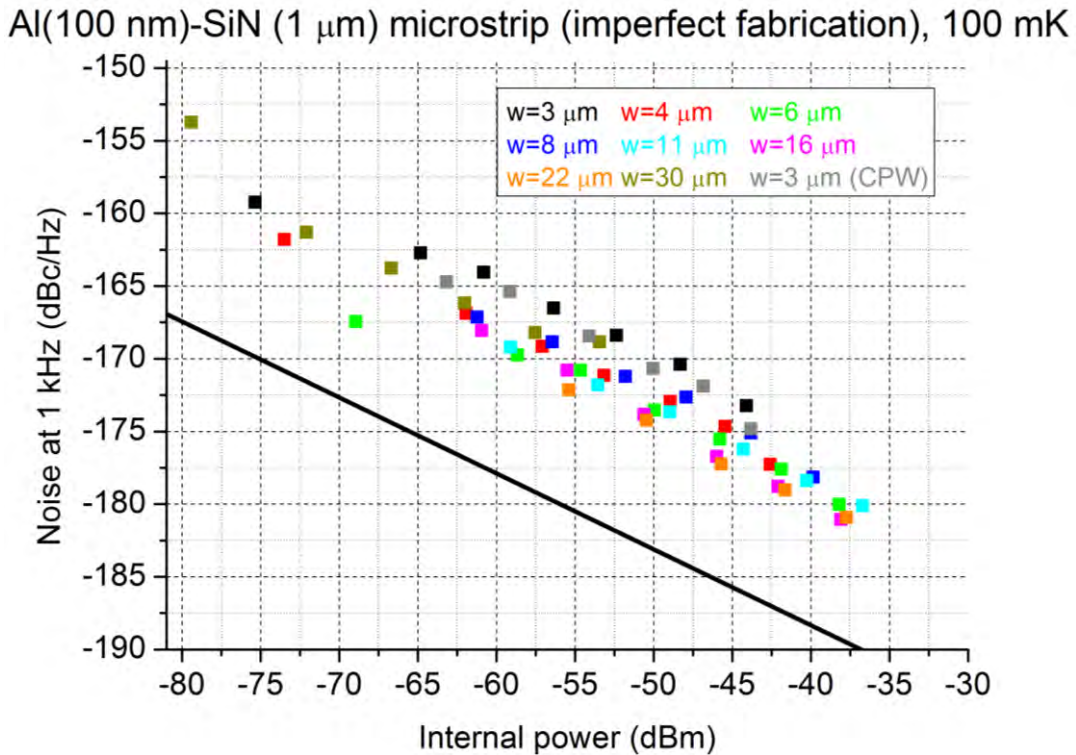 Al(100 nm)-SiN (1 μm) microstrip (imperfect fabrication), 100 mK
-150
w=3 μm w=4 μm w=6 μm
w=8 μm w=11 μm w=16 μm
w=22 μm w=30 μm w=3 μm (CPW)
-155
-160
-165
-170
-175
-180
-185
-190
Noise at 1 kHz (dBc/Hz)
-80 -75 -70 -65 -60 -55 -50 -45 -40 -35 -30
Internal power (dBm)